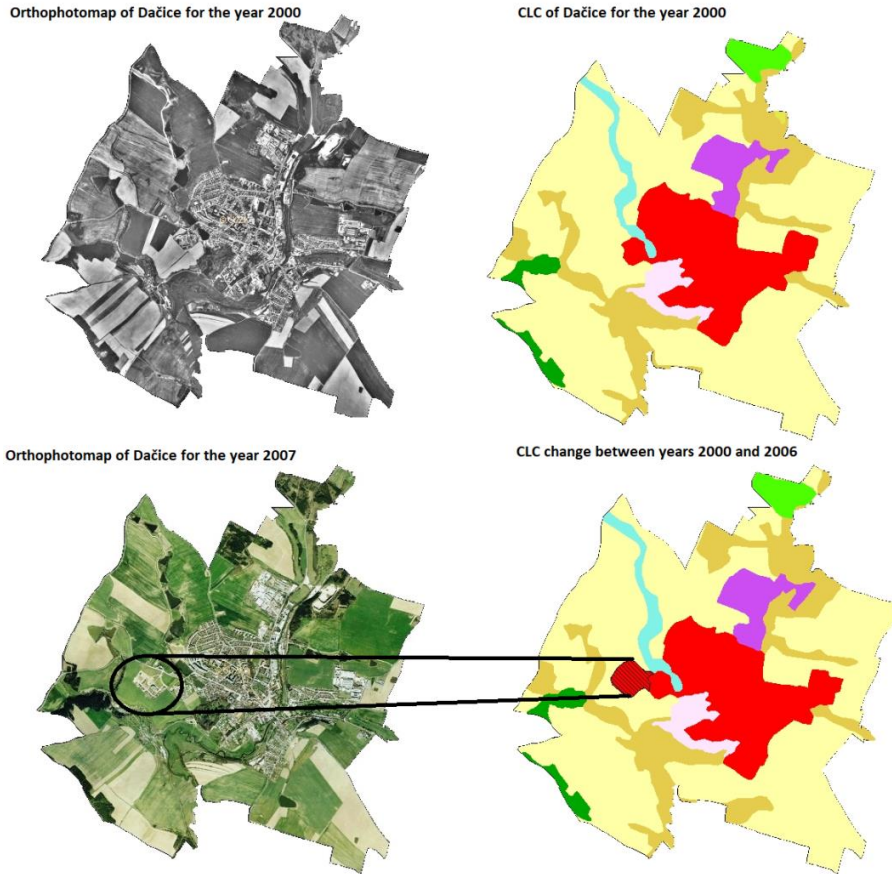 Orthophotomap of Dačice for the year 2000
CLC of Dačice for the year 2000
Orthophotomap of Dačice for the year 2007
CLC change between years 2000 and 2006